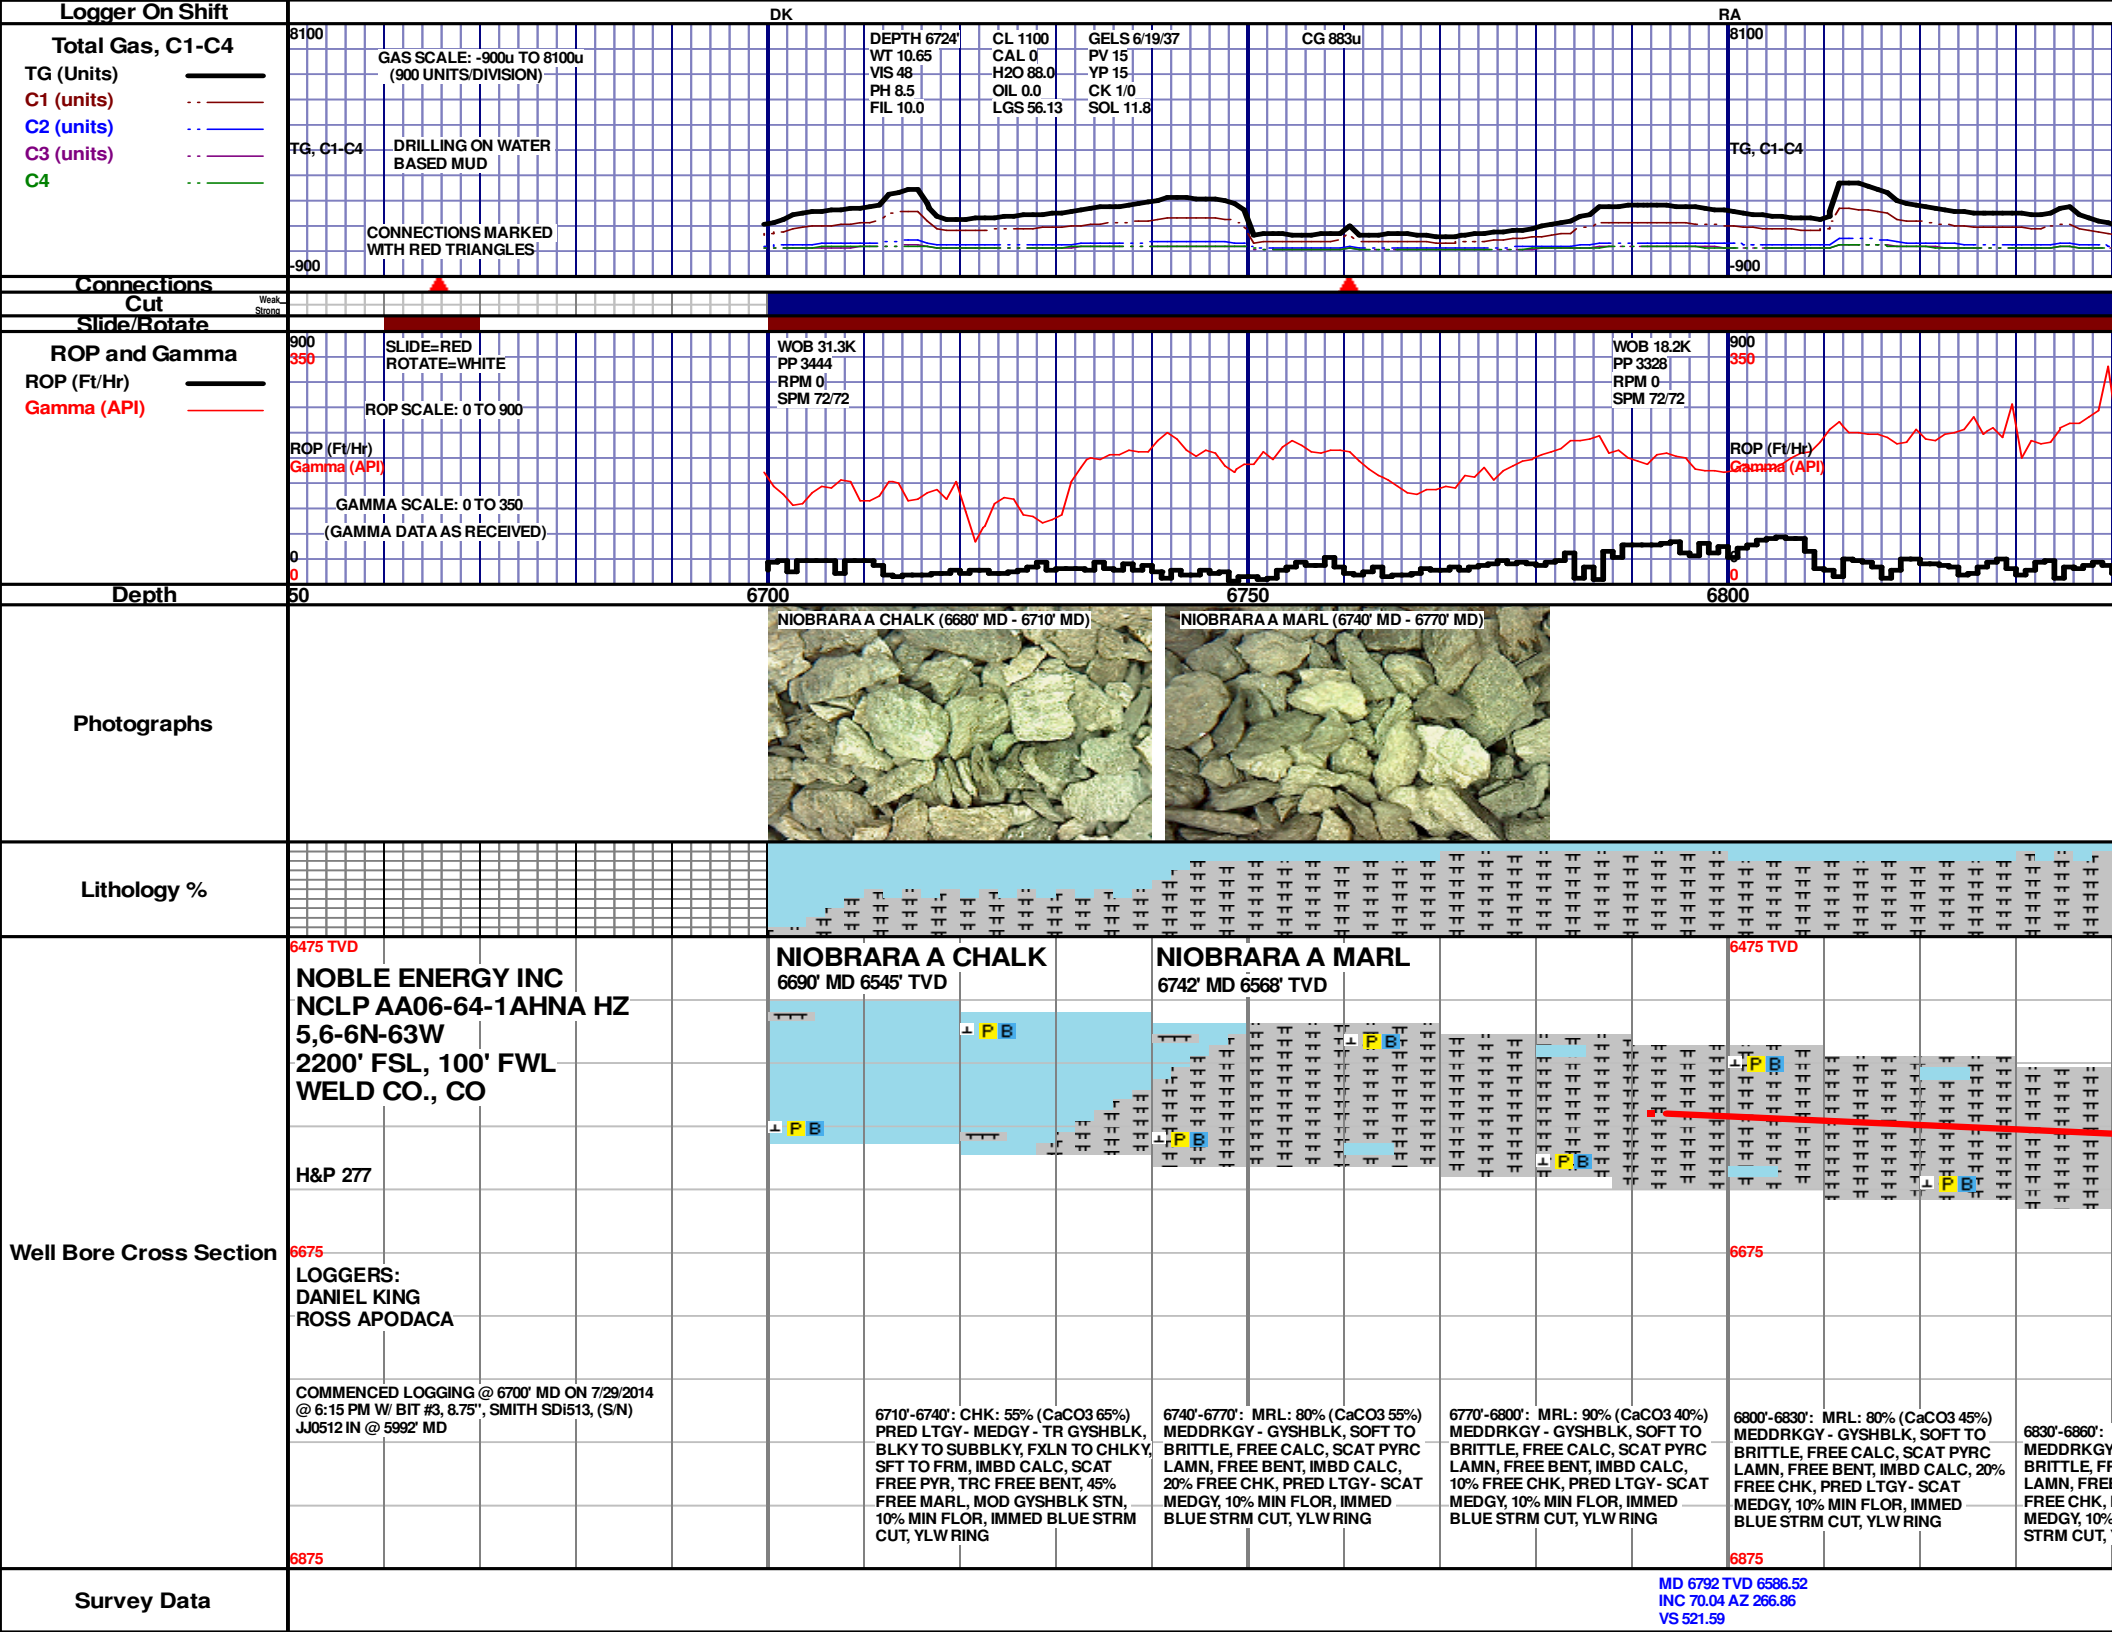 Logger On Shift
DK
RA
Total Gas, C1-C4
TG (Units)
C1 (units)
C2 (units)
C3 (units)
C4
8100
GAS SCALE: -900u TO 8100u
(900 UNITS/DIVISION)
TG, C1-C4
DRILLING ON WATER
BASED MUD
CONNECTIONS MARKED
WITH RED TRIANGLES
-900
DEPTH 6724'
WT 10.65
VIS 48
PH 8.5
FIL 10.0
CL 1100
CAL 0
H2O 88.0
OIL 0.0
LGS 56.13
GELS 6/19/37
PV 15
YP 15
CK 1/0
SOL 11.8
CG 883u
8100
TG, C1-C4
-900
Connections
Cut
Weak
Strong
Slide/Rotate
ROP and Gamma
ROP (Ft/Hr)
Gamma (API)
900
350
SLIDE=RED
ROTATE=WHITE
ROP SCALE: 0 TO 900
ROP (Ft/Hr)
Gamma (API)
GAMMA SCALE: 0 TO 350
(GAMMA DATA AS RECEIVED)
0
0
WOB 31.3K
PP 3444
RPM 0
SPM 72/72
WOB 18.2K
PP 3328
RPM 0
SPM 72/72
900
350
ROP (Ft/Hr)
Gamma (API)
0
0
Depth
50
6700
6750
6800
Photographs
NIOBRARA A CHALK (6680' MD - 6710' MD)
NIOBRARA A MARL (6740' MD - 6770' MD)
Lithology %
Well Bore Cross Section
6475 TVD
NOBLE ENERGY INC
NCLP AA06-64-1AHNA HZ
5,6-6N-63W
2200' FSL, 100' FWL
WELD CO., CO
H&P 277
6675
LOGGERS:
DANIEL KING
ROSS APODACA
COMMENCED LOGGING @ 6700' MD ON 7/29/2014
@ 6:15 PM W/ BIT #3, 8.75", SMITH SDi513, (S/N)
JJ0512 IN @ 5992' MD
6875
NIOBRARA A CHALK
6690' MD 6545' TVD
NIOBRARA A MARL
6742' MD 6568' TVD
6475 TVD
P B
P B
P B
P B
P B
P B
P B
6675
6710'-6740': CHK: 55% (CaCO3 65%)
PRED LTGY - MEDGY - TR GYSHBLK,
BLKY TO SUBBLKY, FXLN TO CHLKY,
SFT TO FRM, IMBD CALC, SCAT
FREE PYR, TRC FREE BENT, 45%
FREE MARL, MOD GYSHBLK STN,
10% MIN FLOR, IMMED BLUE STRM
CUT, YLW RING
6740'-6770': MRL: 80% (CaCO3 55%)
MEDDRKGY - GYSHBLK, SOFT TO
BRITTLE, FREE CALC, SCAT PYRC
LAMN, FREE BENT, IMBD CALC,
20% FREE CHK, PRED LTGY- SCAT
MEDGY, 10% MIN FLOR, IMMED
BLUE STRM CUT, YLW RING
6770'-6800': MRL: 90% (CaCO3 40%)
MEDDRKGY - GYSHBLK, SOFT TO
BRITTLE, FREE CALC, SCAT PYRC
LAMN, FREE BENT, IMBD CALC,
10% FREE CHK, PRED LTGY- SCAT
MEDGY, 10% MIN FLOR, IMMED
BLUE STRM CUT, YLW RING
6800'-6830': MRL: 80% (CaCO3 45%)
MEDDRKGY - GYSHBLK, SOFT TO
BRITTLE, FREE CALC, SCAT PYRC
LAMN, FREE BENT, IMBD CALC, 20%
FREE CHK, PRED LTGY- SCAT
MEDGY, 10% MIN FLOR, IMMED
BLUE STRM CUT, YLW RING
6830'-6860':
MEDDRKGY
BRITTLE,
LAMN,
FREE CHK,
MEDGY, 10%
STRM CUT,
6875
Survey Data
MD 6792 TVD 6586.52
INC 70.04 AZ 266.86
VS 521.59